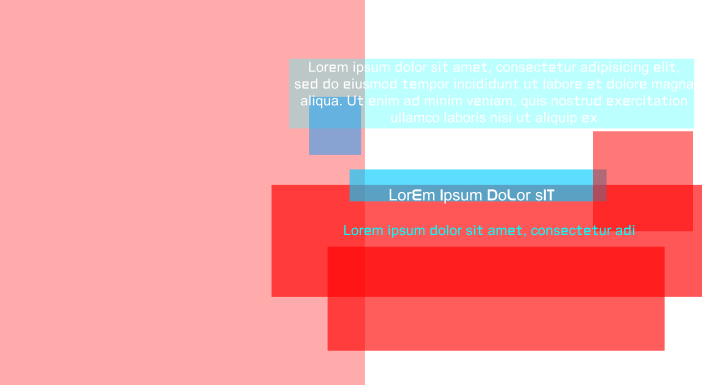 Lorem ipsum dolor sit amet, consectetur adipisicing elit,
sed do eiusmod tempor incididunt ut labore et dolore magna
aliqua. Ut enim ad minim veniam, quis nostrud exercitation
ullamco laboris nisi ut aliquip ex
LorEm Ipsum DoLor sIT
Lorem ipsum dolor sit amet, consectetur adi